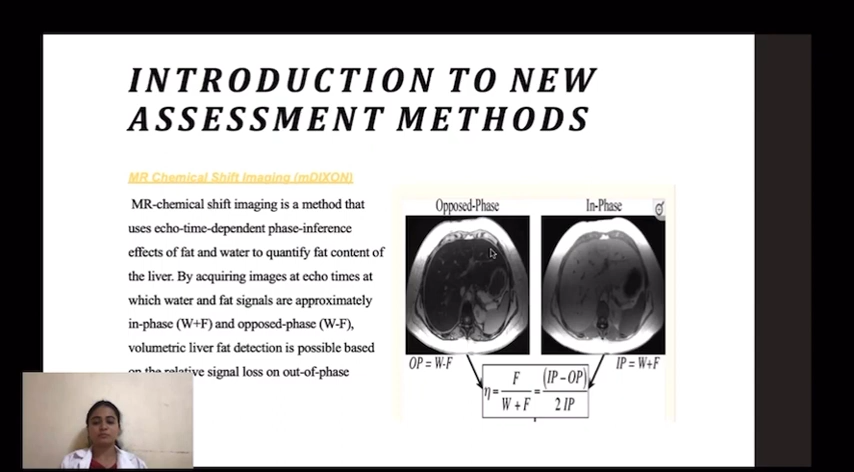 INTRODUCTION TO NEW
ASSESSMENT METHODS
MR Chemical Shift Imaging (mDIXON)
MR-chemical shift imaging is a method that
uses echo-time-dependent phase-inference
effects of fat and water to quantify fat content of
the liver. By acquiring images at echo times at
which water and fat signals are approximately
in-phase (W+F) and opposed-phase (W-F),
volumetric liver fat detection is possible based
on the relative signal loss on out-of-phase
Opposed-Phase
In-Phase
OP = W-F
IP = W+F
η = F / (W + F) = (IP – OP) / 2 IP